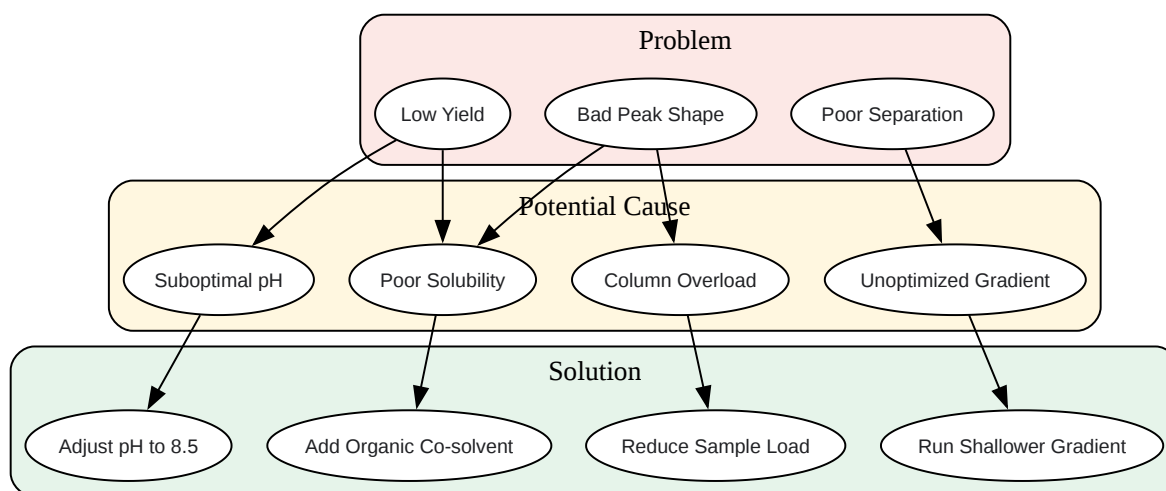 Problem
Low Yield
Bad Peak Shape
Poor Separation
Potential Cause
Suboptimal pH
Poor Solubility
Column Overload
Unoptimized Gradient
Solution
Adjust pH to 8.5
Add Organic Co-solvent
Reduce Sample Load
Run Shallower Gradient